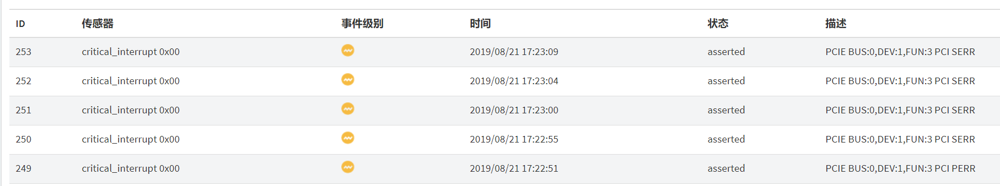 ID 传感器 事件级别 时间 状态 描述
253 critical_interrupt 0x00 2019/08/21 17:23:09 asserted PCIE BUS:0,DEV:1,FUN:3 PCI SERR
252 critical_interrupt 0x00 2019/08/21 17:23:04 asserted PCIE BUS:0,DEV:1,FUN:3 PCI SERR
251 critical_interrupt 0x00 2019/08/21 17:23:00 asserted PCIE BUS:0,DEV:1,FUN:3 PCI SERR
250 critical_interrupt 0x00 2019/08/21 17:22:55 asserted PCIE BUS:0,DEV:1,FUN:3 PCI SERR
249 critical_interrupt 0x00 2019/08/21 17:22:51 asserted PCIE BUS:0,DEV:1,FUN:3 PCI PERR